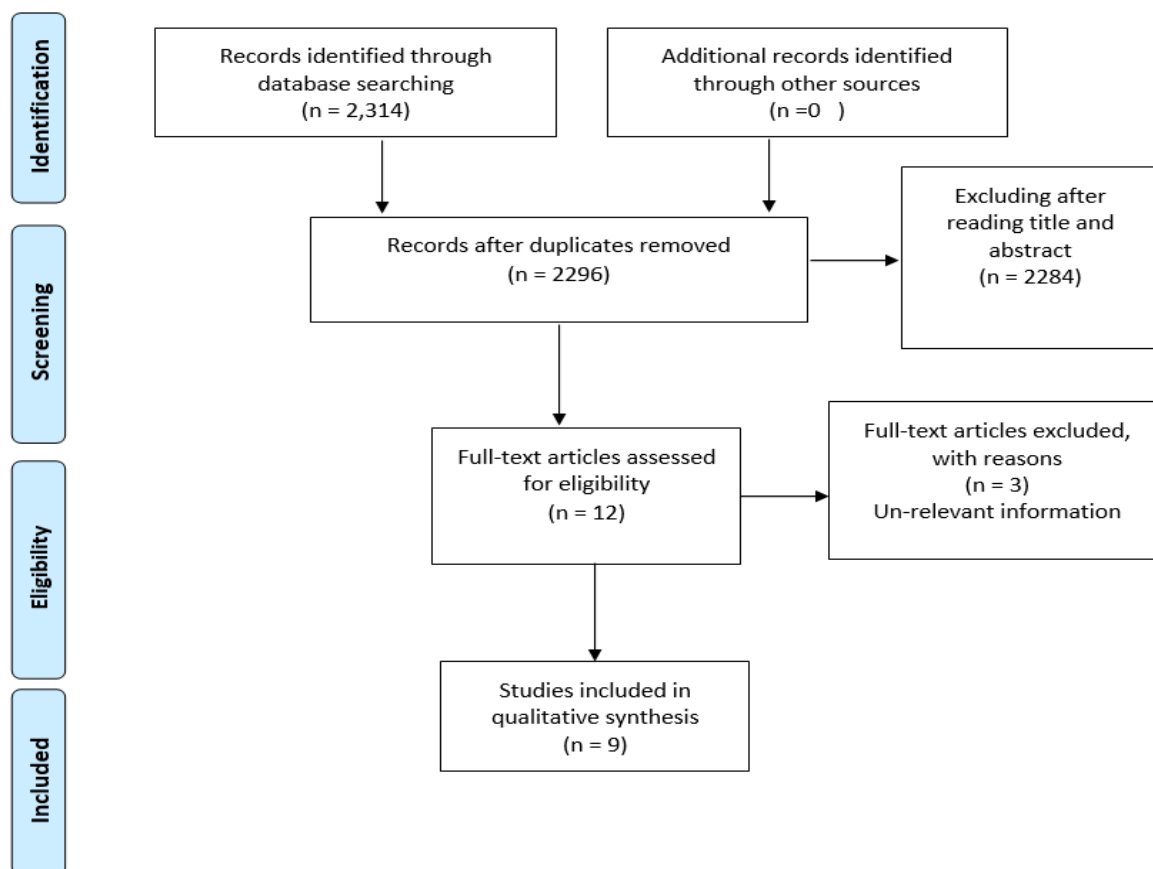 Identification
Records identified through
database searching
(n = 2,314)
Additional records identified
through other sources
(n =0   )
Screening
Records after duplicates removed
(n = 2296)
Excluding after
reading title and
abstract
(n = 2284)
Eligibility
Full-text articles assessed
for eligibility
(n = 12)
Full-text articles excluded,
with reasons
(n = 3)
Un-relevant information
Included
Studies included in
qualitative synthesis
(n = 9)